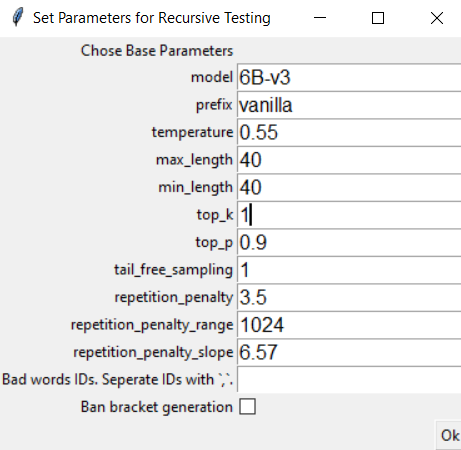 Set Parameters for Recursive Testing
Chose Base Parameters
model 6B-v3
prefix vanilla
temperature 0.55
max_length 40
min_length 40
top_k 1
top_p 0.9
tail_free_sampling 1
repetition_penalty 3.5
repetition_penalty_range 1024
repetition_penalty_slope 6.57
Bad words IDs. Seperate IDs with `,`.
Ban bracket generation
Ok